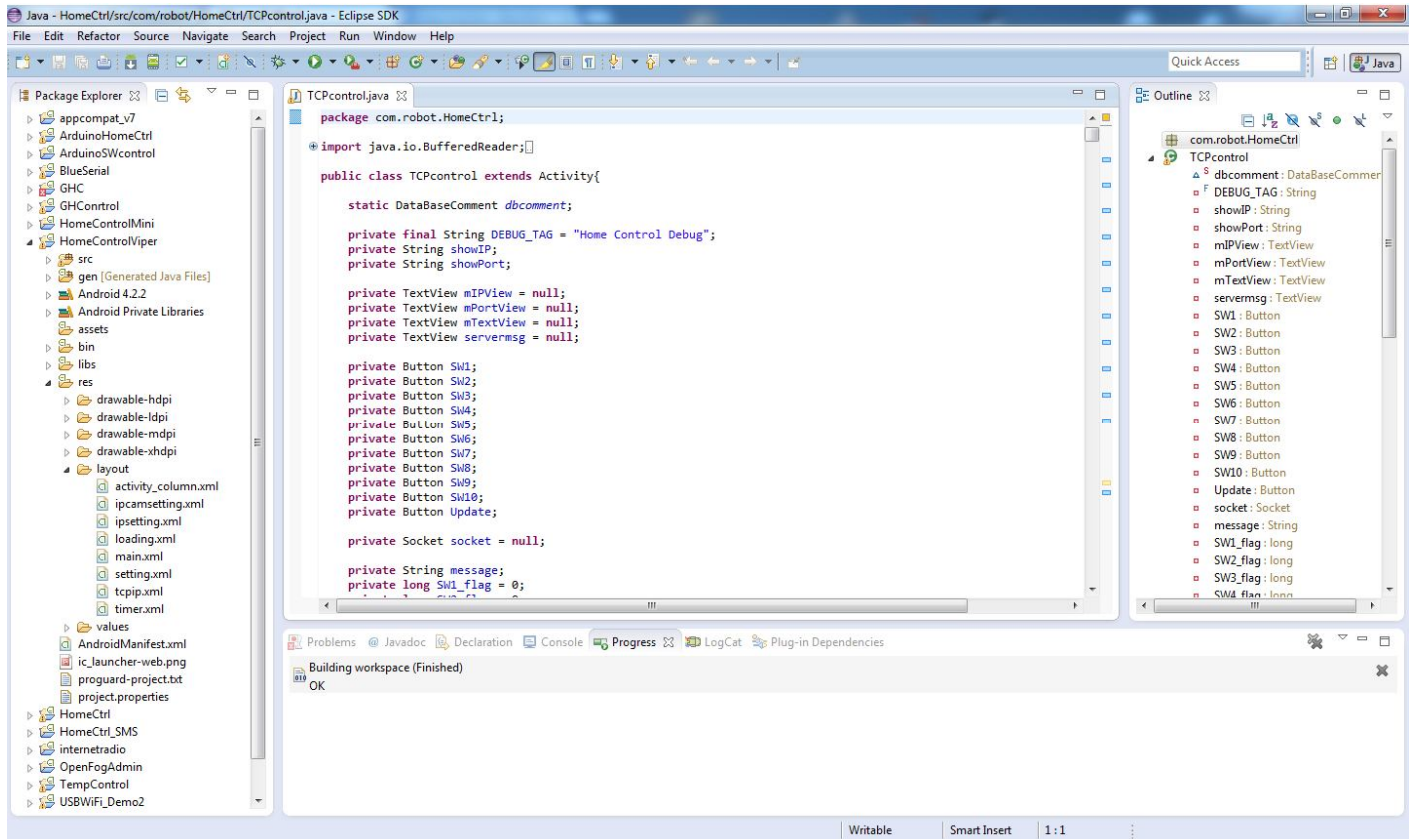 Java - HomeCtrl/src/com/robot/HomeCtrl/TCPcontrol.java - Eclipse SDK
File Edit Refactor Source Navigate Search Project Run Window Help
Quick Access
Java
Package Explorer
appcompat_v7
ArduinoHomeCtrl
ArduinoSWcontrol
BlueSerial
GHC
GHConrtrol
HomeControlMini
HomeControlViper
src
gen [Generated Java Files]
Android 4.2.2
Android Private Libraries
assets
bin
libs
res
drawable-hdpi
drawable-ldpi
drawable-mdpi
drawable-xhdpi
layout
activity_column.xml
ipcamsetting.xml
ipsetting.xml
loading.xml
main.xml
setting.xml
tcpip.xml
timer.xml
values
AndroidManifest.xml
ic_launcher-web.png
proguard-project.txt
project.properties
HomeCtrl
HomeCtrl_SMS
internetradio
OpenFogAdmin
TempControl
USBWiFi_Demo2
TCPcontrol.java
package com.robot.HomeCtrl;
import java.io.BufferedReader;
public class TCPcontrol extends Activity{
static DataBaseComment dbcomment;
private final String DEBUG_TAG = "Home Control Debug";
private String showIP;
private String showPort;
private TextView mIPView = null;
private TextView mPortView = null;
private TextView mTextView = null;
private TextView servermsg = null;
private Button SW1;
private Button SW2;
private Button SW3;
private Button SW4;
private Button SW5;
private Button SW6;
private Button SW7;
private Button SW8;
private Button SW9;
private Button SW10;
private Button Update;
private Socket socket = null;
private String message;
private long SW1_flag = 0;
Outline
com.robot.HomeCtrl
TCPcontrol
dbcomment : DataBaseCommer
DEBUG_TAG : String
showIP : String
showPort : String
mIPView : TextView
mPortView : TextView
mTextView : TextView
servermsg : TextView
SW1 : Button
SW2 : Button
SW3 : Button
SW4 : Button
SW5 : Button
SW6 : Button
SW7 : Button
SW8 : Button
SW9 : Button
SW10 : Button
Update : Button
socket : Socket
message : String
SW1_flag : long
SW2_flag : long
SW3_flag : long
SW4 flag : long
Problems @ Javadoc Declaration Console Progress LogCat Plug-in Dependencies
Building workspace (Finished)
OK
Writable Smart Insert 1 : 1